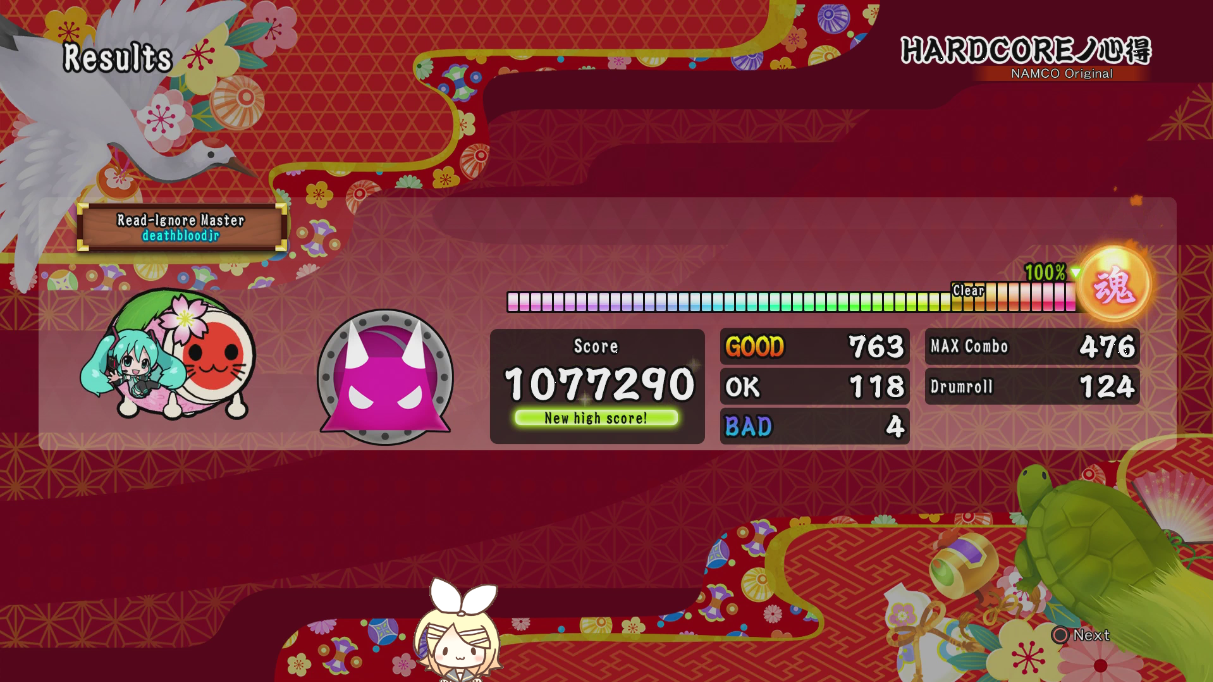 Results
HARDCOREノ心得
NAMCO Original
Read-Ignore Master
deathbloodjr
100%
Clear
魂
Score
1077290
New high score!
GOOD 763
OK 118
BAD 4
MAX Combo 476
Drumroll 124
Next